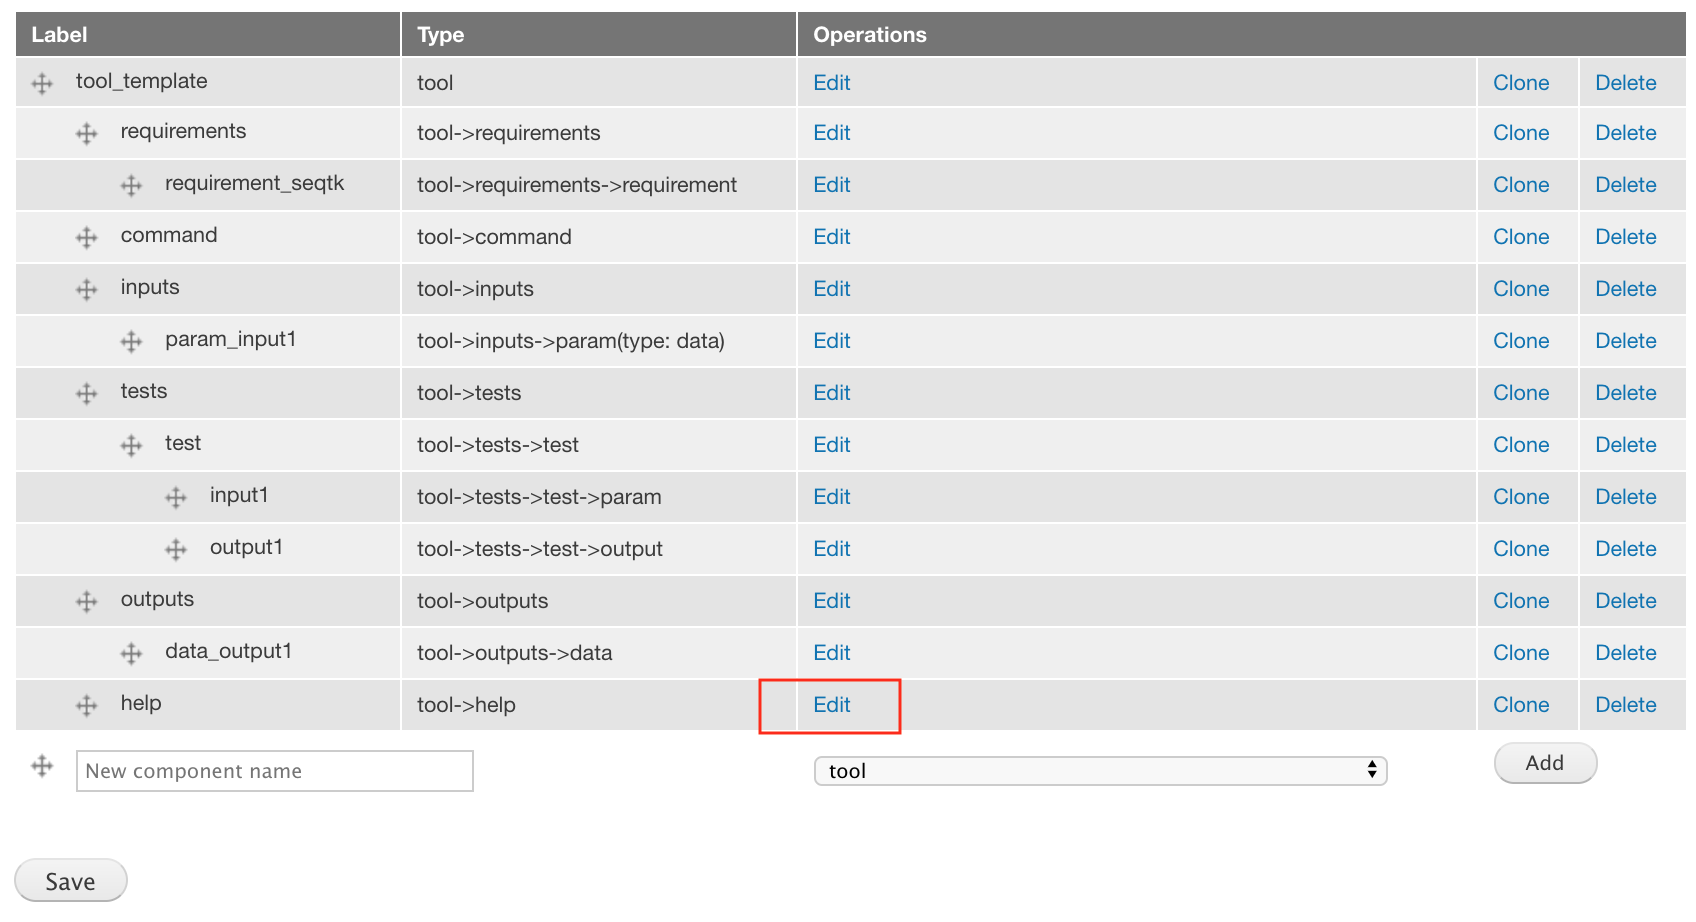 Label Type Operations
tool_template tool Edit Clone Delete
requirements tool->requirements Edit Clone Delete
requirement_seqtk tool->requirements->requirement Edit Clone Delete
command tool->command Edit Clone Delete
inputs tool->inputs Edit Clone Delete
param_input1 tool->inputs->param(type: data) Edit Clone Delete
tests tool->tests Edit Clone Delete
test tool->tests->test Edit Clone Delete
input1 tool->tests->test->param Edit Clone Delete
output1 tool->tests->test->output Edit Clone Delete
outputs tool->outputs Edit Clone Delete
data_output1 tool->outputs->data Edit Clone Delete
help tool->help Edit Clone Delete
New component name tool Add
Save